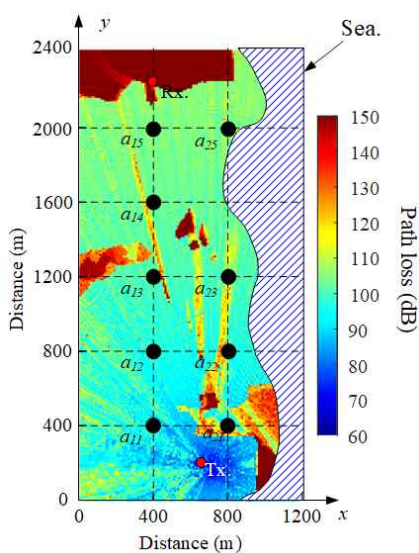 y
Sea.
2400
Rx.
2000
a15
a25
1600
a14
1200
a13
a23
800
a12
a22
400
a11
Tx
0
0
400
800
1200
x
Distance (m)
Distance (m)
150
140
130
120
110
100
90
80
70
60
Path loss (dB)